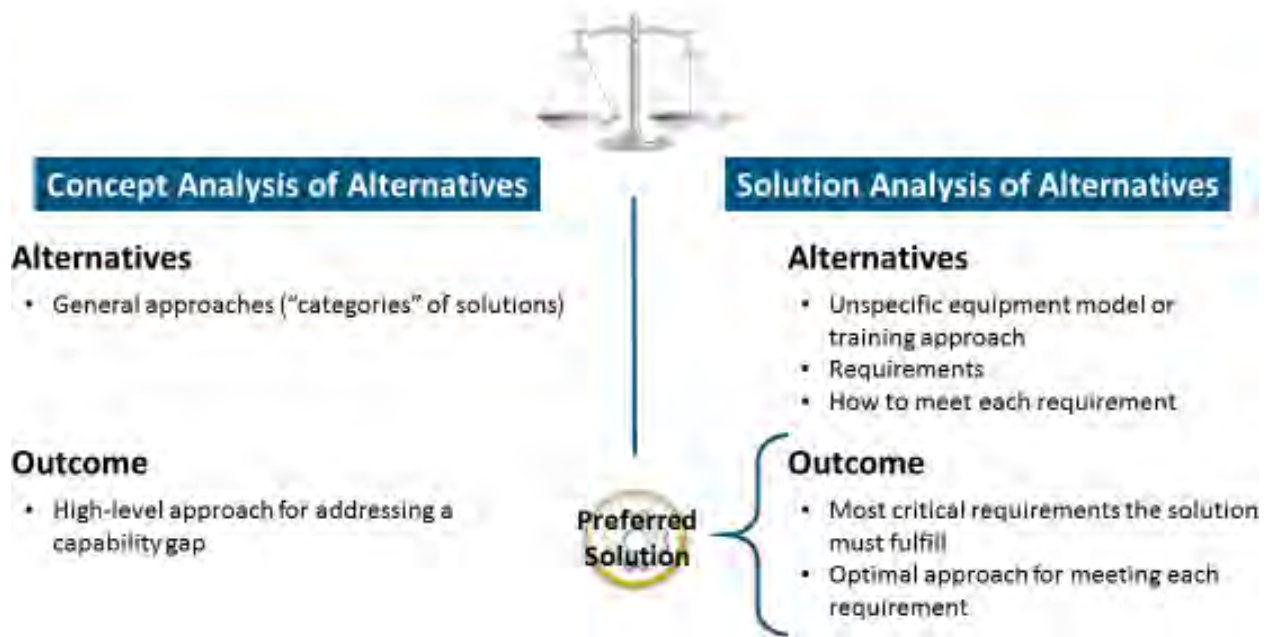 Concept Analysis of Alternatives
Alternatives
• General approaches (“categories” of solutions)
Outcome
• High-level approach for addressing a
capability gap
Preferred
Solution
Solution Analysis of Alternatives
Alternatives
• Unspecific equipment model or
training approach
• Requirements
• How to meet each requirement
Outcome
• Most critical requirements the solution
must fulfill
• Optimal approach for meeting each
requirement